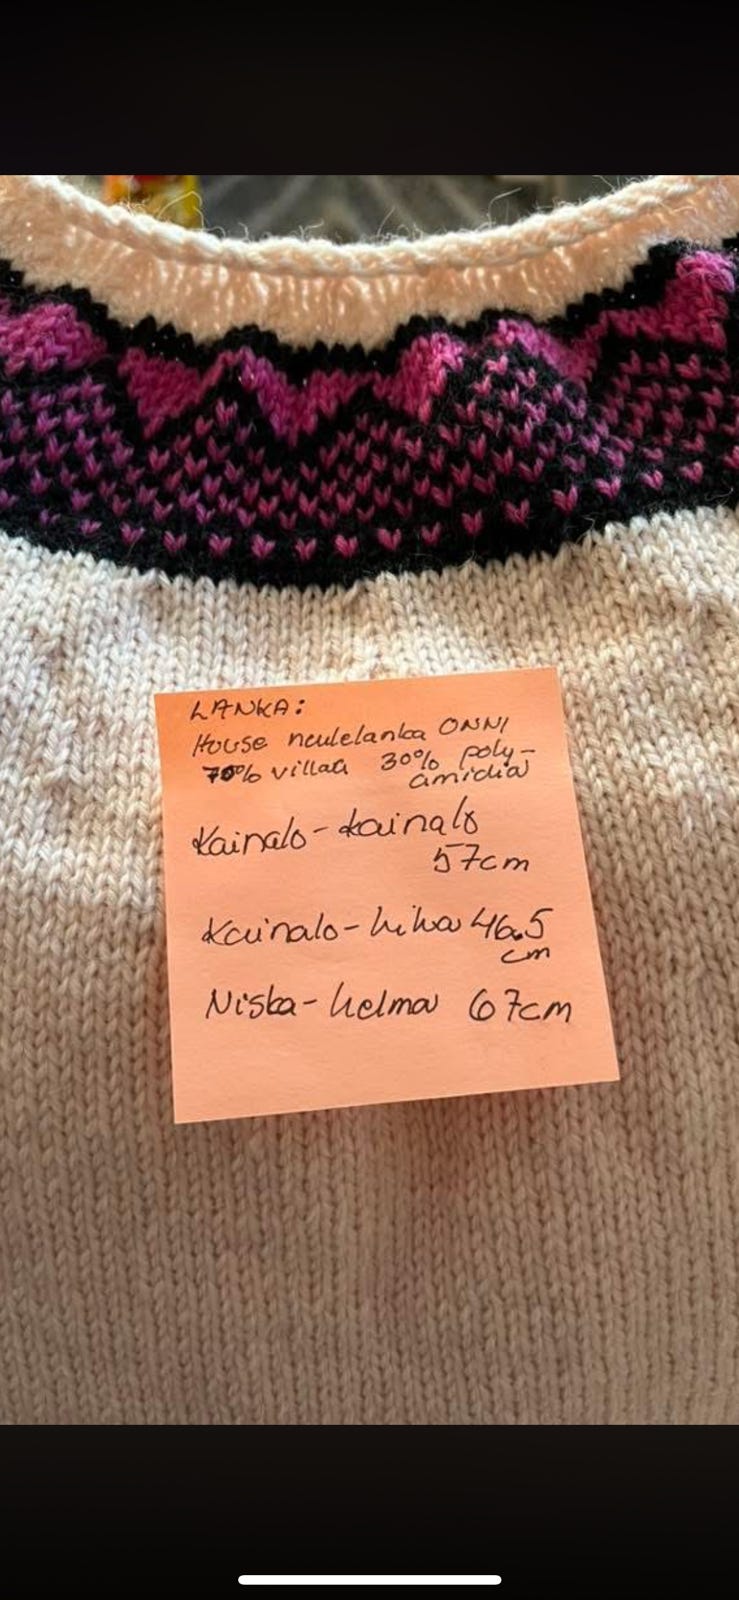 LANKA:
House neulelanka ONNI
70% villaa 30% poly-
amidia
Kainalo-kainalo
57cm
Kainalo-hiha 46.5
cm
Niska-helma 67cm